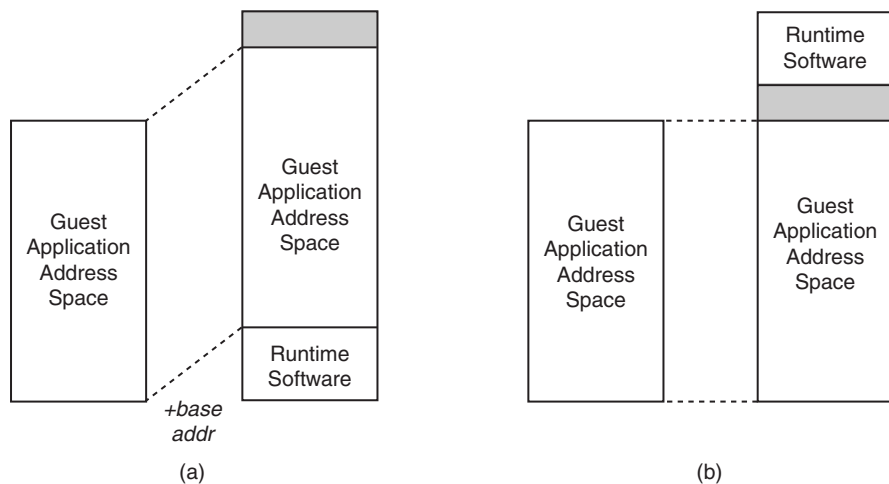 Guest
Application
Address
Space
+base
addr
Guest
Application
Address
Space
Runtime
Software
(a)
Guest
Application
Address
Space
Runtime
Software
Guest
Application
Address
Space
(b)